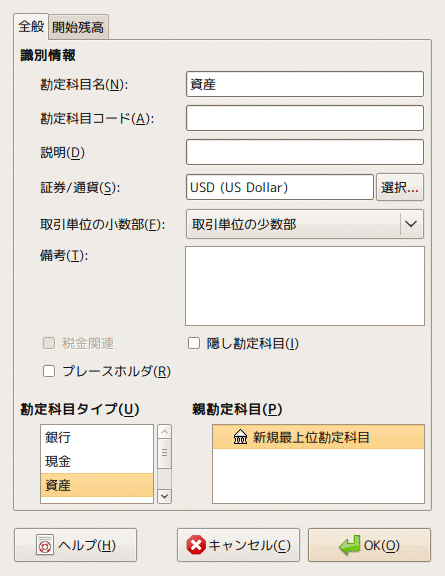 全般 開始残高
識別情報
勘定科目名(N): 資産
勘定科目コード(A):
説明(D)
証券/通貨(S): USD (US Dollar) 選択...
取引単位の小数部(F): 取引単位の少数部
備考(T):
税金関連 隠し勘定科目(I)
プレースホルダ(R)
勘定科目タイプ(U) 親勘定科目(P)
銀行 新規最上位勘定科目
現金
資産
ヘルプ(H) キャンセル(C) OK(O)